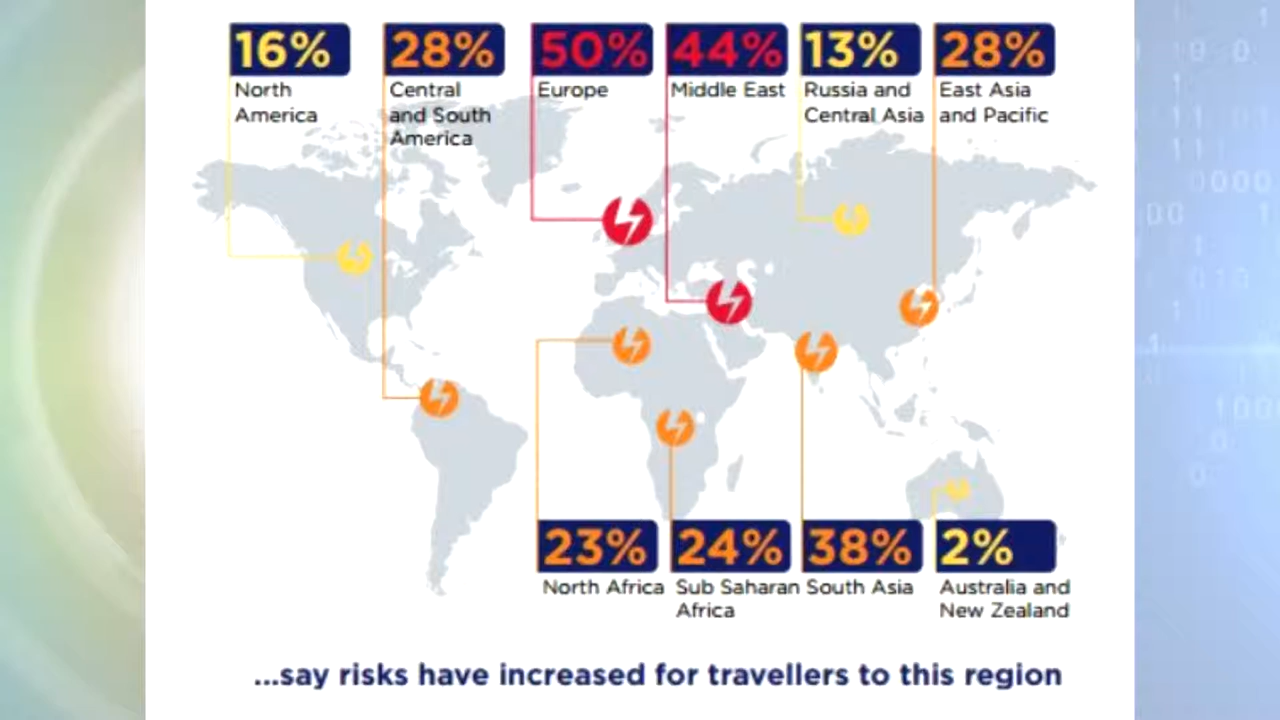 16%
North
America
28%
Central
and South
America
50%
Europe
44%
Middle East
13%
Russia and
Central Asia
28%
East Asia
and Pacific
23%
North Africa
24%
Sub Saharan
Africa
38%
South Asia
2%
Australia and
New Zealand
...say risks have increased for travellers to this region